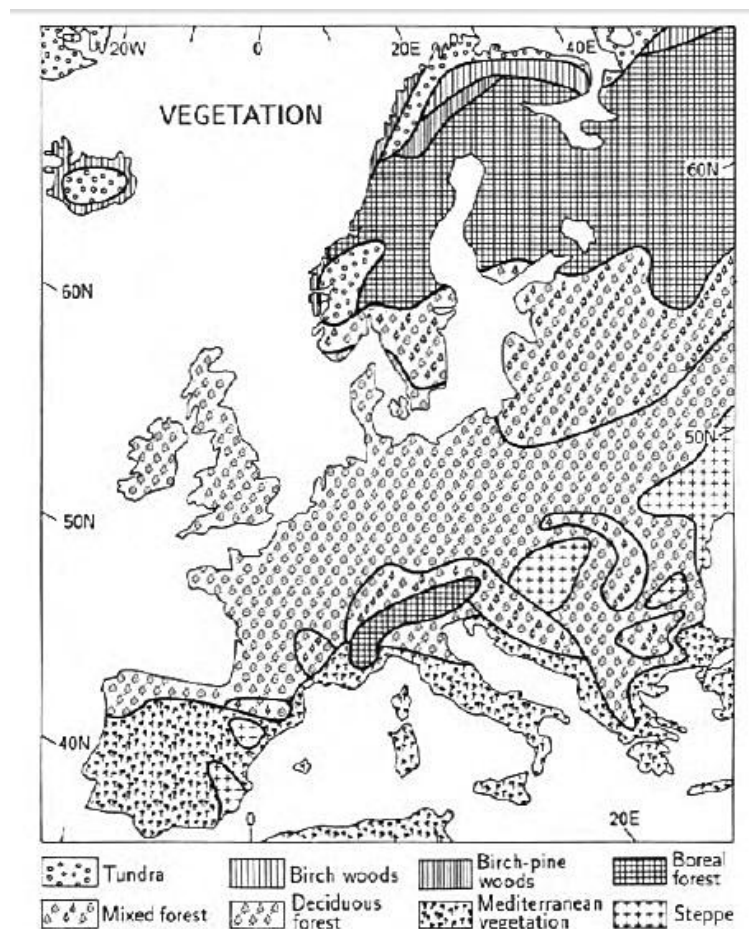 20W 0 20E 40E
VEGETATION
60N
60N
50N
50N
40N
0 20E
Tundra Birch woods Birch-pine woods Boreal forest
Mixed forest Deciduous forest Mediterranean vegetation Steppe